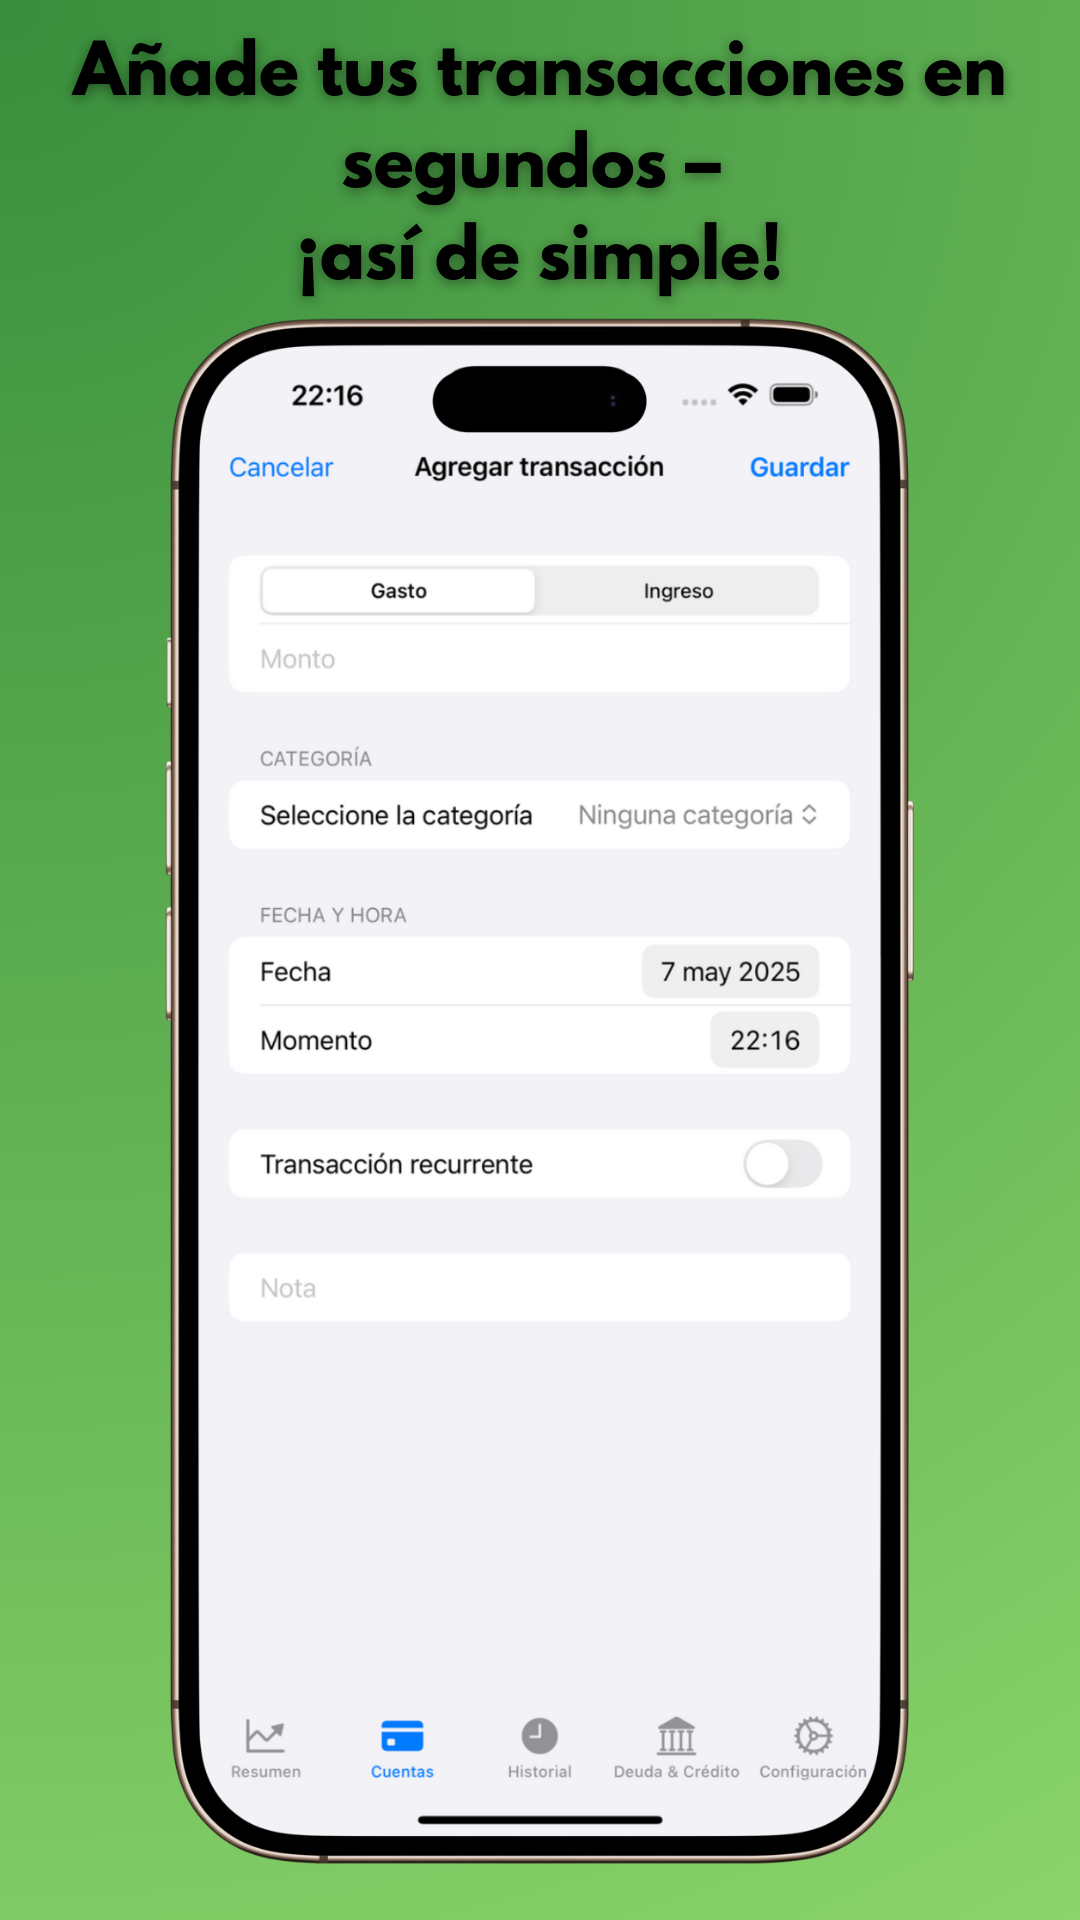 Añade tus transacciones en
segundos –
¡así de simple!
22:16
Cancelar
Agregar transacción
Guardar
Gasto
Ingreso
Monto
CATEGORÍA
Seleccione la categoría
Ninguna categoría
FECHA Y HORA
Fecha
7 may 2025
Momento
22:16
Transacción recurrente
Nota
Resumen
Cuentas
Historial
Deuda & Crédito
Configuración